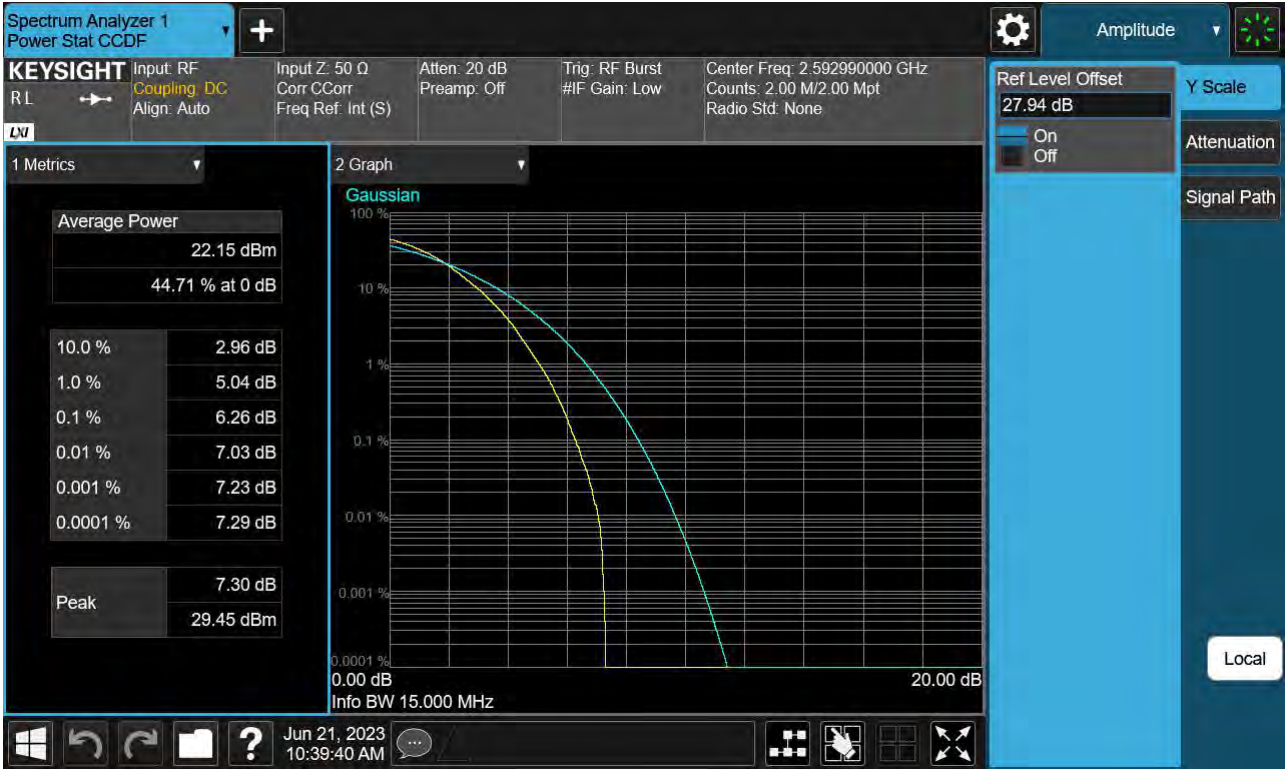 Spectrum Analyzer 1
Power Stat CCDF
+
Amplitude
KEYSIGHT
RL
LXI
Input: RF
Coupling: DC
Align: Auto
Input Z: 50 Ω
Corr CCorr
Freq Ref: Int (S)
Atten: 20 dB
Preamp: Off
Trig: RF Burst
#IF Gain: Low
Center Freq: 2.592990000 GHz
Counts: 2.00 M/2.00 Mpt
Radio Std: None
Ref Level Offset
27.94 dB
On
Off
Y Scale
Attenuation
Signal Path
1 Metrics
Average Power
22.15 dBm
44.71 % at 0 dB
10.0 % 2.96 dB
1.0 % 5.04 dB
0.1 % 6.26 dB
0.01 % 7.03 dB
0.001 % 7.23 dB
0.0001 % 7.29 dB
Peak
7.30 dB
29.45 dBm
2 Graph
Gaussian
100 %
10 %
1 %
0.1 %
0.01 %
0.001 %
0.0001 %
0.00 dB 20.00 dB
Info BW 15.000 MHz
Local
?
Jun 21, 2023
10:39:40 AM